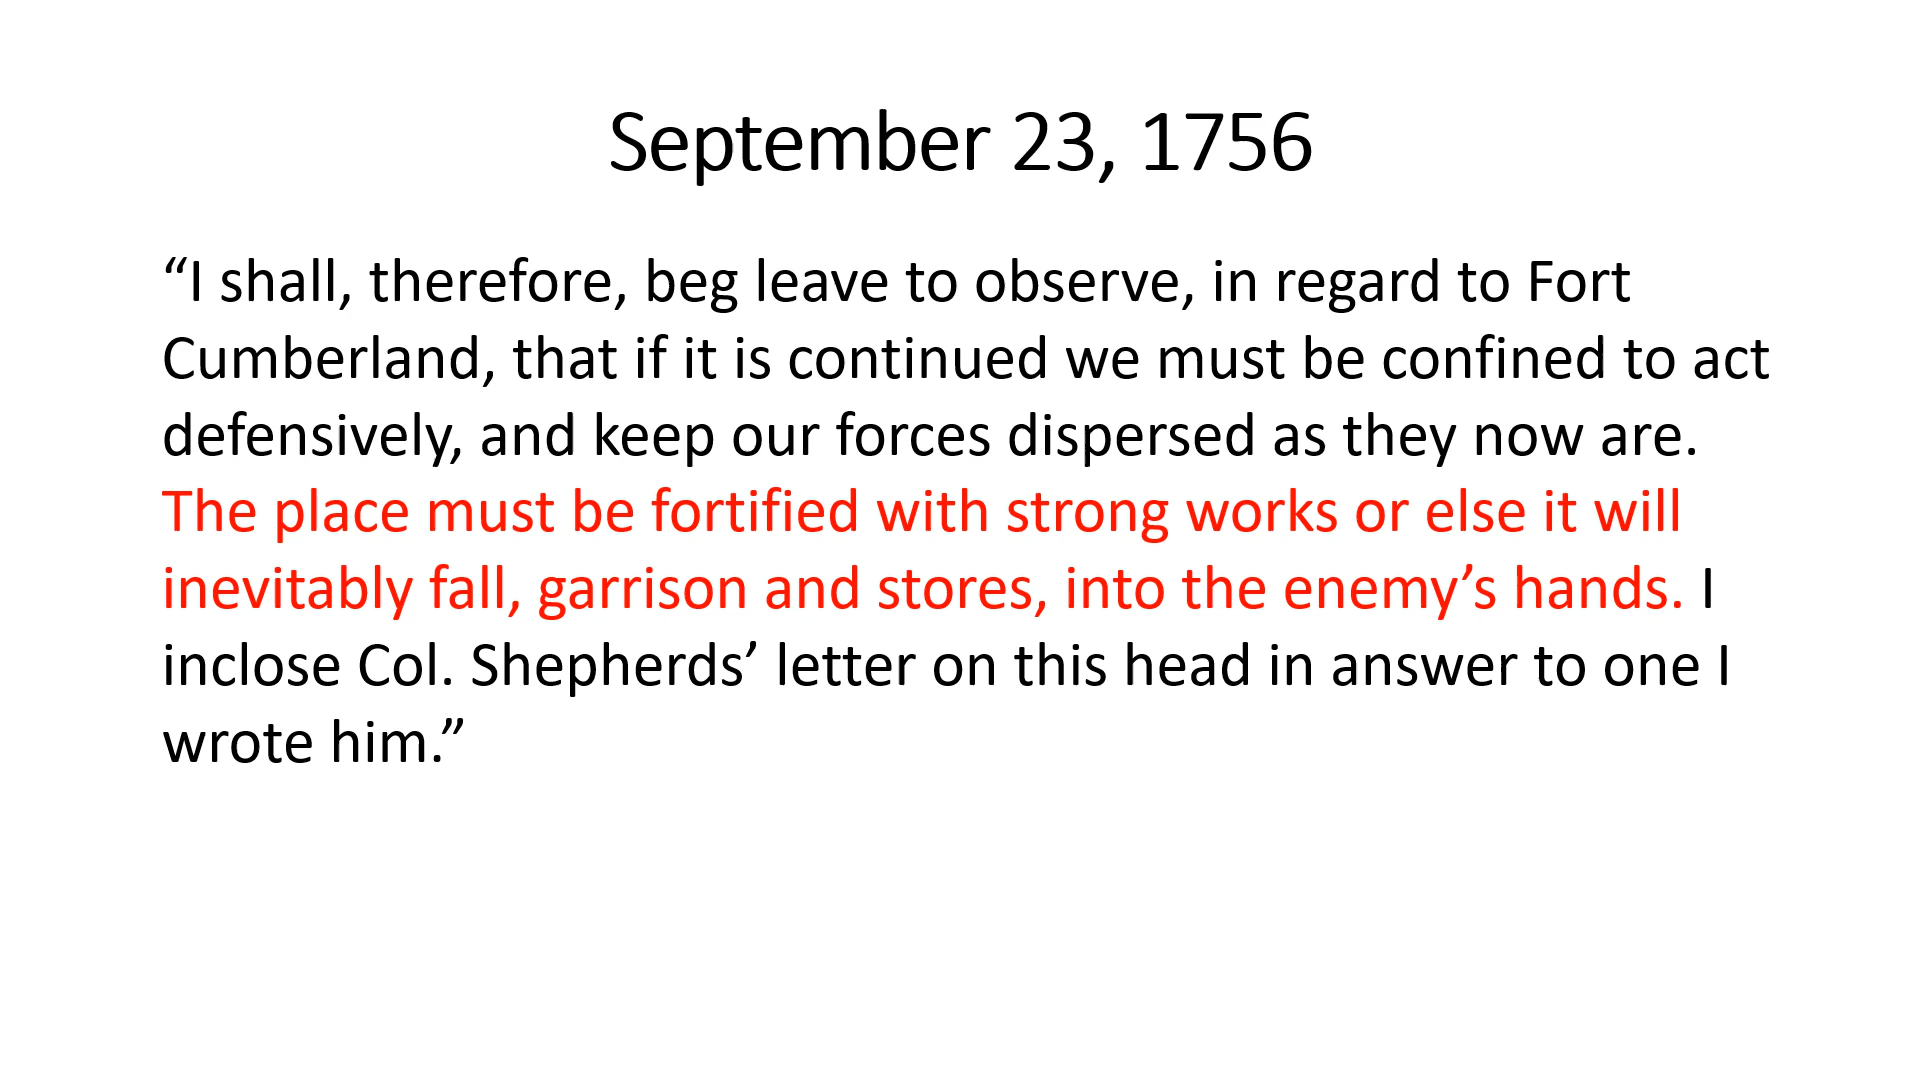 September 23, 1756
“I shall, therefore, beg leave to observe, in regard to Fort
Cumberland, that if it is continued we must be confined to act
defensively, and keep our forces dispersed as they now are.
The place must be fortified with strong works or else it will
inevitably fall, garrison and stores, into the enemy’s hands. I
inclose Col. Shepherds’ letter on this head in answer to one I
wrote him.”